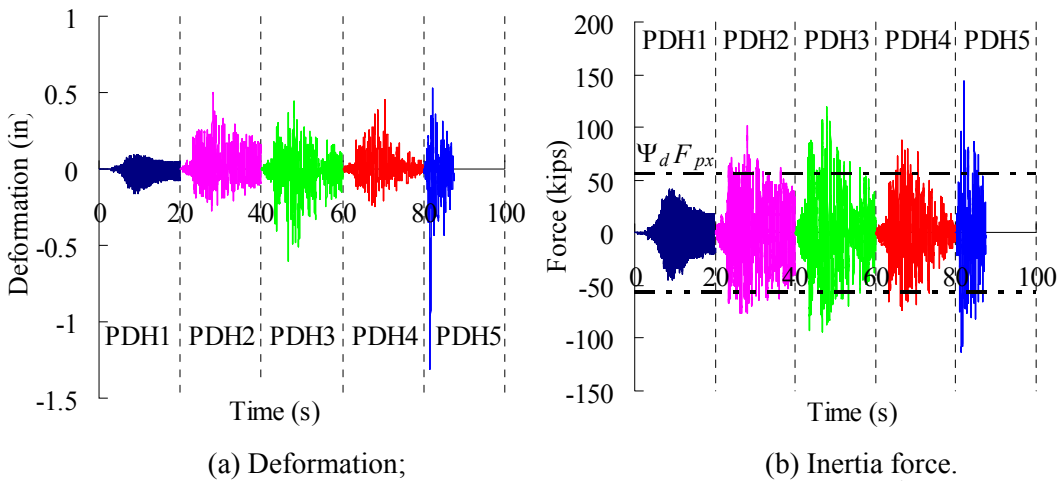 1
0.5
0
-0.5
-1
-1.5
Deformation (in)
0 20 40 60 80 100
PDH1 PDH2 PDH3 PDH4 PDH5
Time (s)
(a) Deformation;
200
150
100
50
0
-50
-100
-150
Force (kips)
PDH1 PDH2 PDH3 PDH4 PDH5
Ψd Fpx
0 20 40 60 80 100
Time (s)
(b) Inertia force.